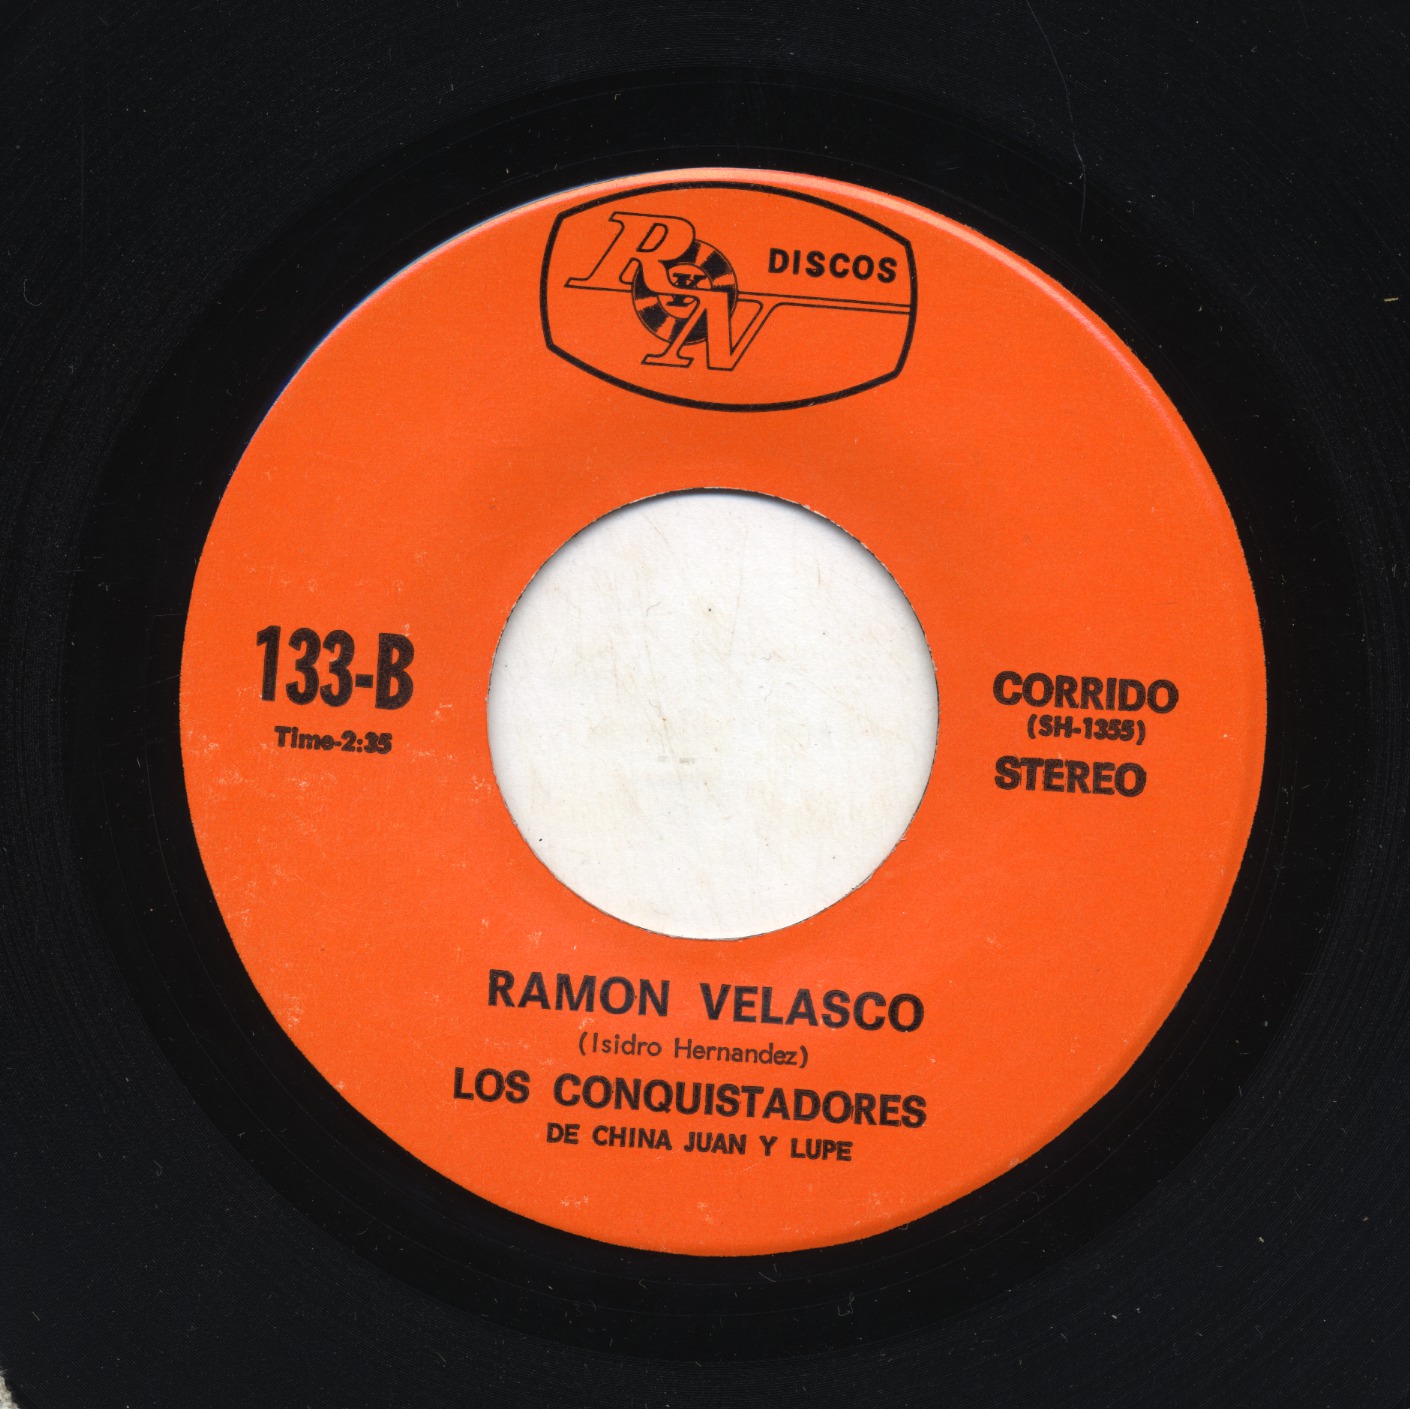 R Y N
DISCOS
133-B
Time-2:35
CORRIDO
(SH-1355)
STEREO
RAMON VELASCO
(Isidro Hernandez)
LOS CONQUISTADORES
DE CHINA JUAN Y LUPE